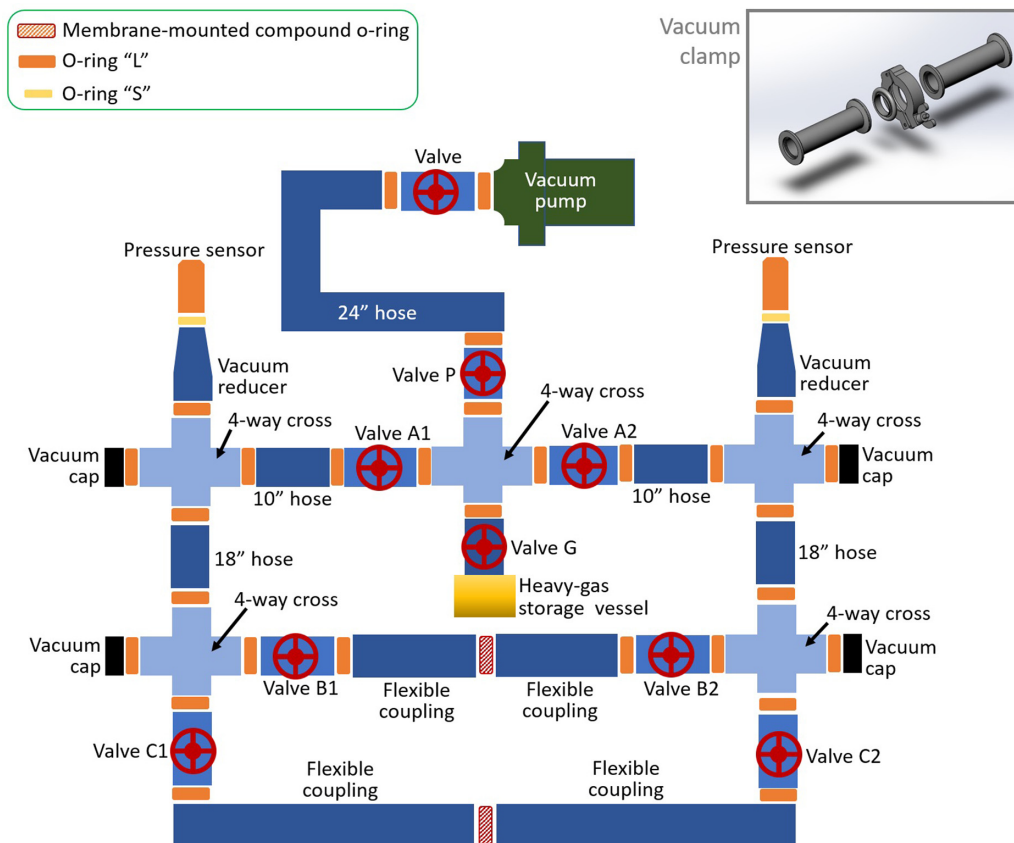 Membrane-mounted compound o-ring
O-ring “L”
O-ring “S”
Vacuum
clamp
Valve
Vacuum
pump
Pressure sensor
Pressure sensor
24” hose
Vacuum
reducer
Valve P
Vacuum
reducer
4-way cross
4-way cross
4-way cross
Valve A1
Valve A2
Vacuum
cap
Vacuum
cap
10” hose
10” hose
18” hose
Valve G
18” hose
Heavy-gas
storage vessel
4-way cross
4-way cross
Vacuum
cap
Vacuum
cap
Valve B1
Flexible
coupling
Flexible
coupling
Valve B2
Valve C1
Valve C2
Flexible
coupling
Flexible
coupling